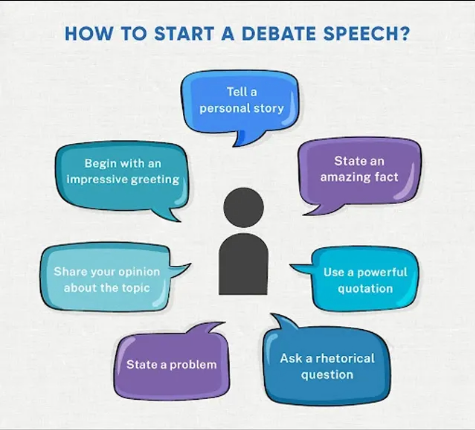 HOW TO START A DEBATE SPEECH?
Tell a
personal story
Begin with an
impressive greeting
State an
amazing fact
Share your opinion
about the topic
Use a powerful
quotation
State a problem
Ask a rhetorical
question